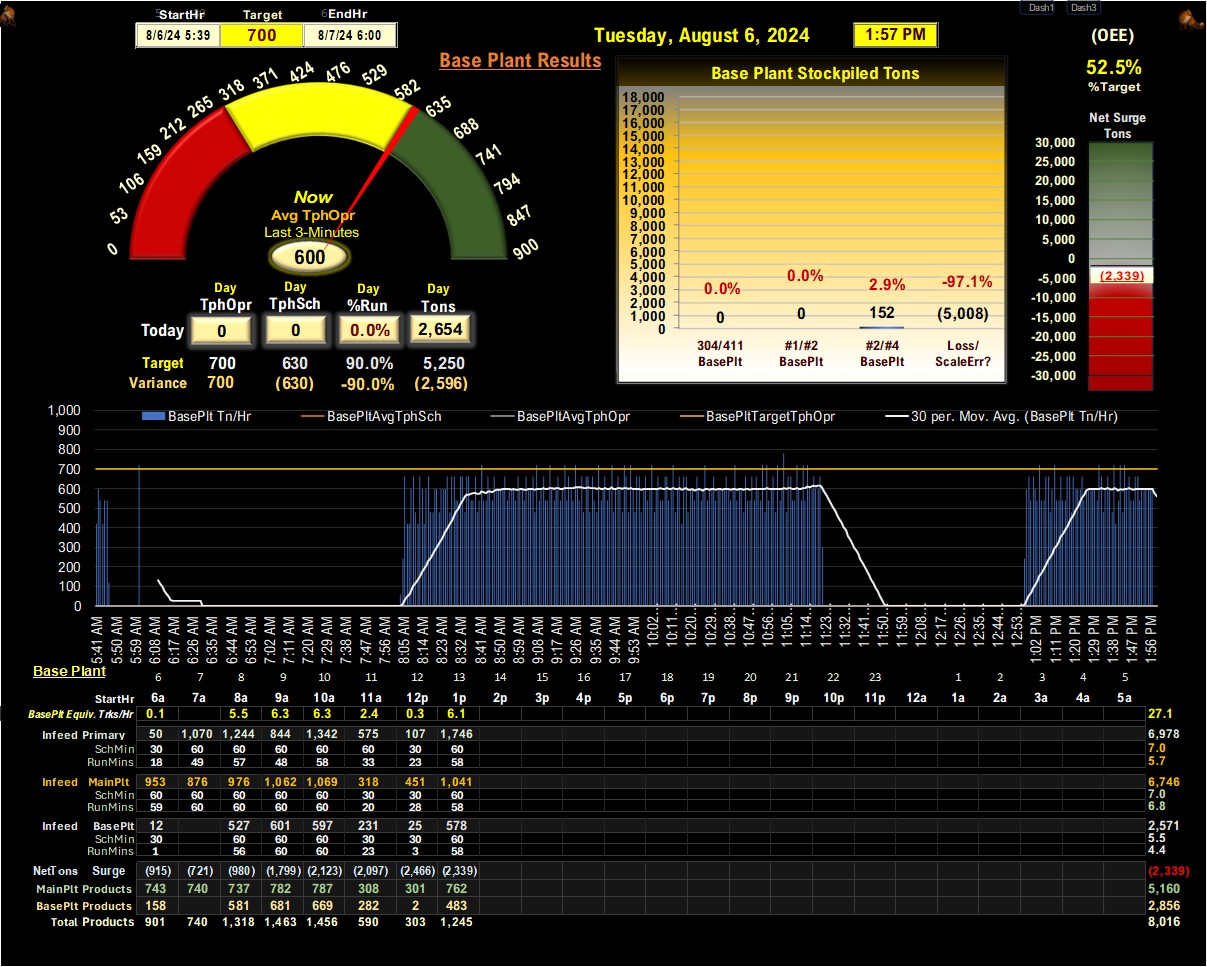 StartHr Target EndHr
8/6/24 5:39 700 8/7/24 6:00
Tuesday, August 6, 2024 1:57 PM
Dash1 Dash3
(OEE)
52.5%
%Target
Base Plant Results
Net Surge
Tons
30,000
25,000
20,000
15,000
10,000
5,000
0
-5,000
-10,000
-15,000
-20,000
-25,000
-30,000
(2,339)
0 53 106 159 212 265 318 371 424 476 529 582 635 688 741 794 847 900
Now
Avg TphOpr
Last 3-Minutes
600
Day Day Day Day
TphOpr TphSch %Run Tons
Today 0 0 0.0% 2,654
Target 700 630 90.0% 5,250
Variance 700 (630) -90.0% (2,596)
Base Plant Stockpiled Tons
18,000
17,000
16,000
15,000
14,000
13,000
12,000
11,000
10,000
9,000
8,000
7,000
6,000
5,000
4,000
3,000
2,000
1,000
0
0.0% 0.0% 2.9% -97.1%
0 0 152 (5,008)
304/411 #1/#2 #2/#4 Loss/
BasePlt BasePlt BasePlt ScaleErr?
BasePlt Tn/Hr BasePltAvgTphSch BasePltAvgTphOpr BasePltTargetTphOpr 30 per. Mov. Avg. (BasePlt Tn/Hr)
1,000
900
800
700
600
500
400
300
200
100
0
5:41 AM 5:50 AM 5:59 AM 6:08 AM 6:17 AM 6:26 AM 6:35 AM 6:44 AM 6:53 AM 7:02 AM 7:11 AM 7:20 AM 7:29 AM 7:38 AM 7:47 AM 7:56 AM 8:05 AM 8:14 AM 8:23 AM 8:32 AM 8:41 AM 8:50 AM 8:59 AM 9:08 AM 9:17 AM 9:26 AM 9:35 AM 9:44 AM 9:53 AM 10:02… 10:11… 10:20… 10:29… 10:38… 10:47… 10:56… 11:05… 11:14… 11:23… 11:32… 11:41… 11:50… 11:59… 12:08… 12:17… 12:26… 12:35… 12:44… 12:53… 1:02 PM 1:11 PM 1:20 PM 1:29 PM 1:38 PM 1:47 PM 1:56 PM
Base Plant 6 7 8 9 10 11 12 13 14 15 16 17 18 19 20 21 22 23 1 2 3 4 5
StartHr 6a 7a 8a 9a 10a 11a 12p 1p 2p 3p 4p 5p 6p 7p 8p 9p 10p 11p 12a 1a 2a 3a 4a 5a
BasePlt Equiv. Trks/Hr 0.1 5.5 6.3 6.3 2.4 0.3 6.1 27.1
Infeed Primary 50 1,070 1,244 844 1,342 575 107 1,746 6,978
SchMin 30 60 60 60 60 60 30 60 7.0
RunMins 18 49 57 48 58 33 23 58 5.7
Infeed MainPlt 953 876 976 1,062 1,069 318 451 1,041 6,746
SchMin 60 60 60 60 60 30 30 60 7.0
RunMins 59 60 60 60 60 20 28 58 6.8
Infeed BasePlt 12 527 601 597 231 25 578 2,571
SchMin 30 60 60 60 30 30 60 5.5
RunMins 1 56 60 60 23 3 58 4.4
NetTons Surge (915) (721) (980) (1,799) (2,123) (2,097) (2,466) (2,339) (2,339)
MainPlt Products 743 740 737 782 787 308 301 762 5,160
BasePlt Products 158 581 681 669 282 2 483 2,856
Total Products 901 740 1,318 1,463 1,456 590 303 1,245 8,016